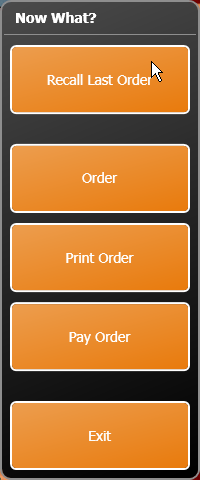 Now What?
Recall Last Order
Order
Print Order
Pay Order
Exit